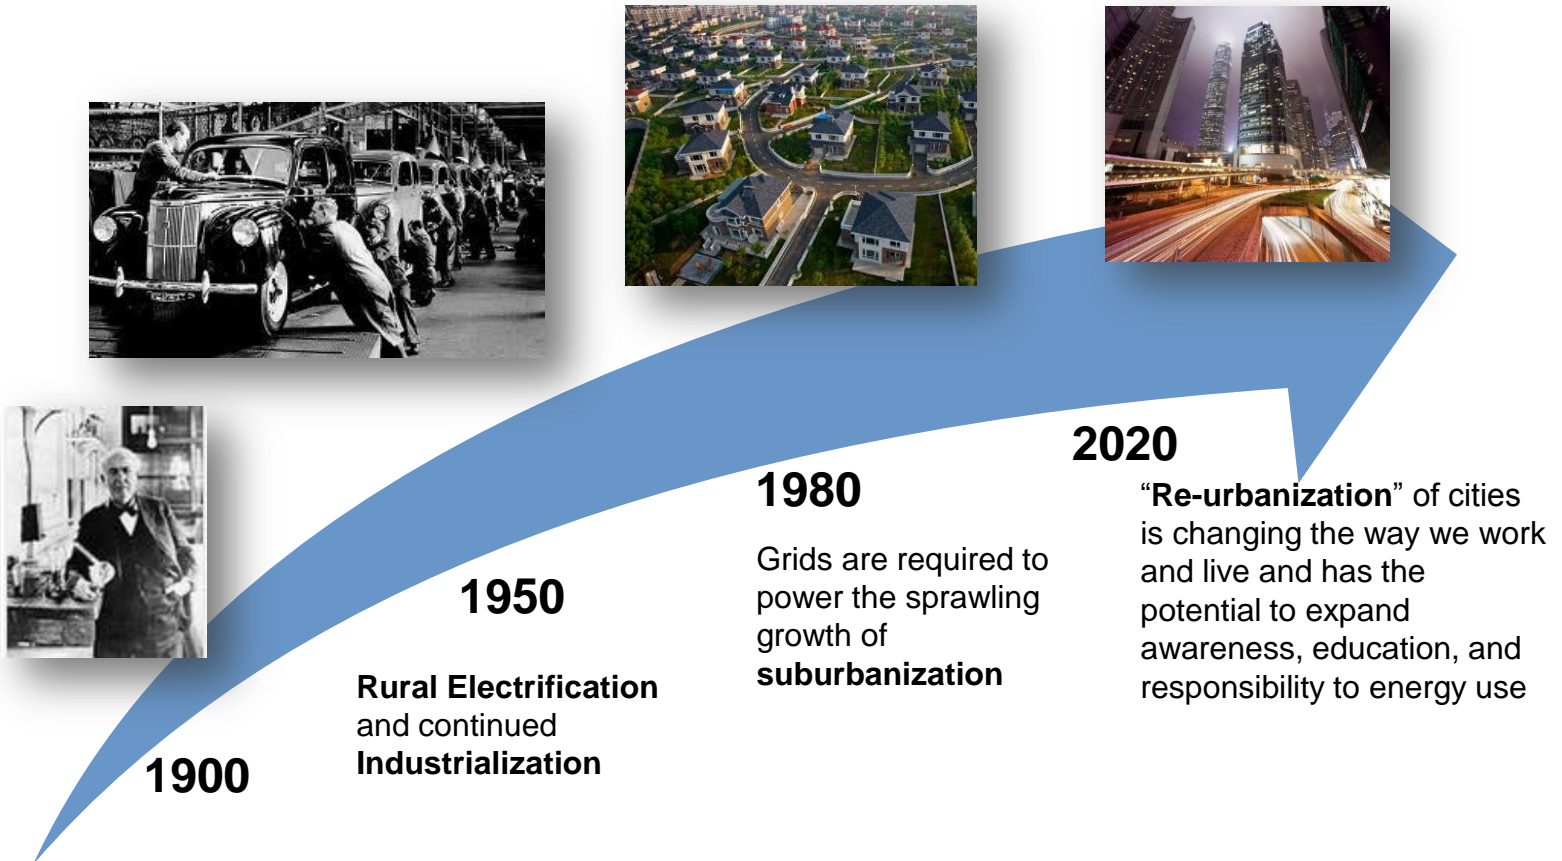 1900
1950
Rural Electrification
and continued
Industrialization
1980
Grids are required to
power the sprawling
growth of
suburbanization
2020
“Re-urbanization” of cities
is changing the way we work
and live and has the
potential to expand
awareness, education, and
responsibility to energy use